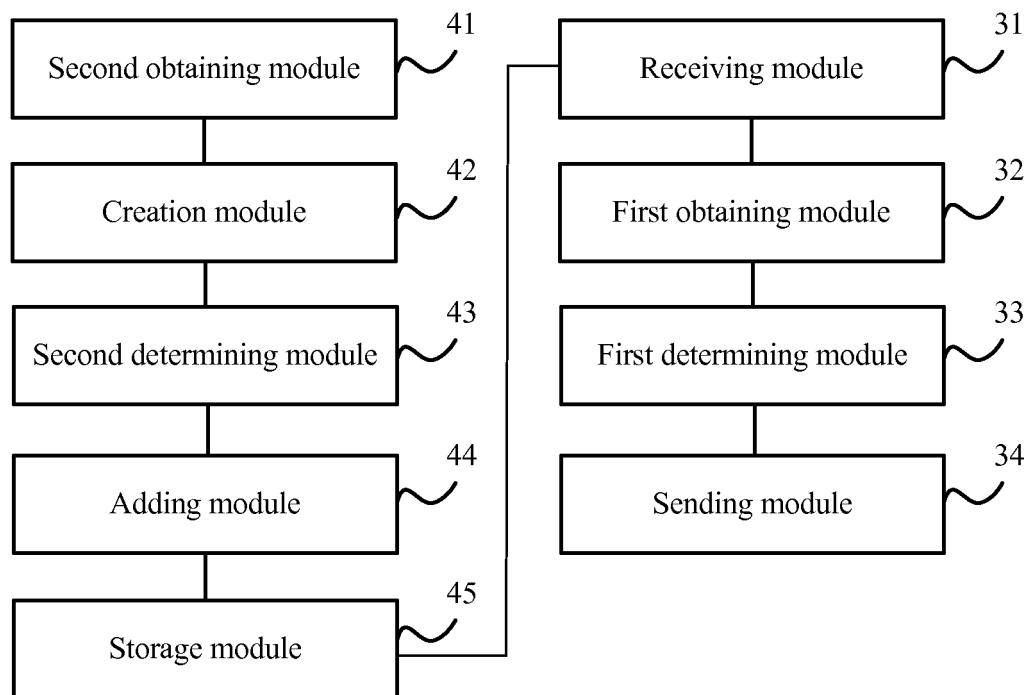 41
Second obtaining module
42
Creation module
43
Second determining module
44
Adding module
45
Storage module
31
Receiving module
32
First obtaining module
33
First determining module
34
Sending module